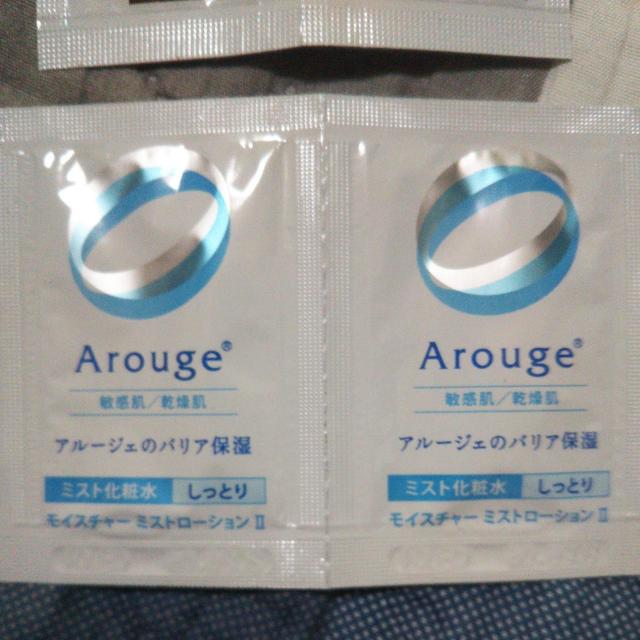 Arouge®
敏感肌/乾燥肌
アルージェのバリア保湿
ミスト化粧水 しっとり
モイスチャー ミストローション II
Arouge®
敏感肌/乾燥肌
アルージェのバリア保湿
ミスト化粧水 しっとり
モイスチャー ミストローション II